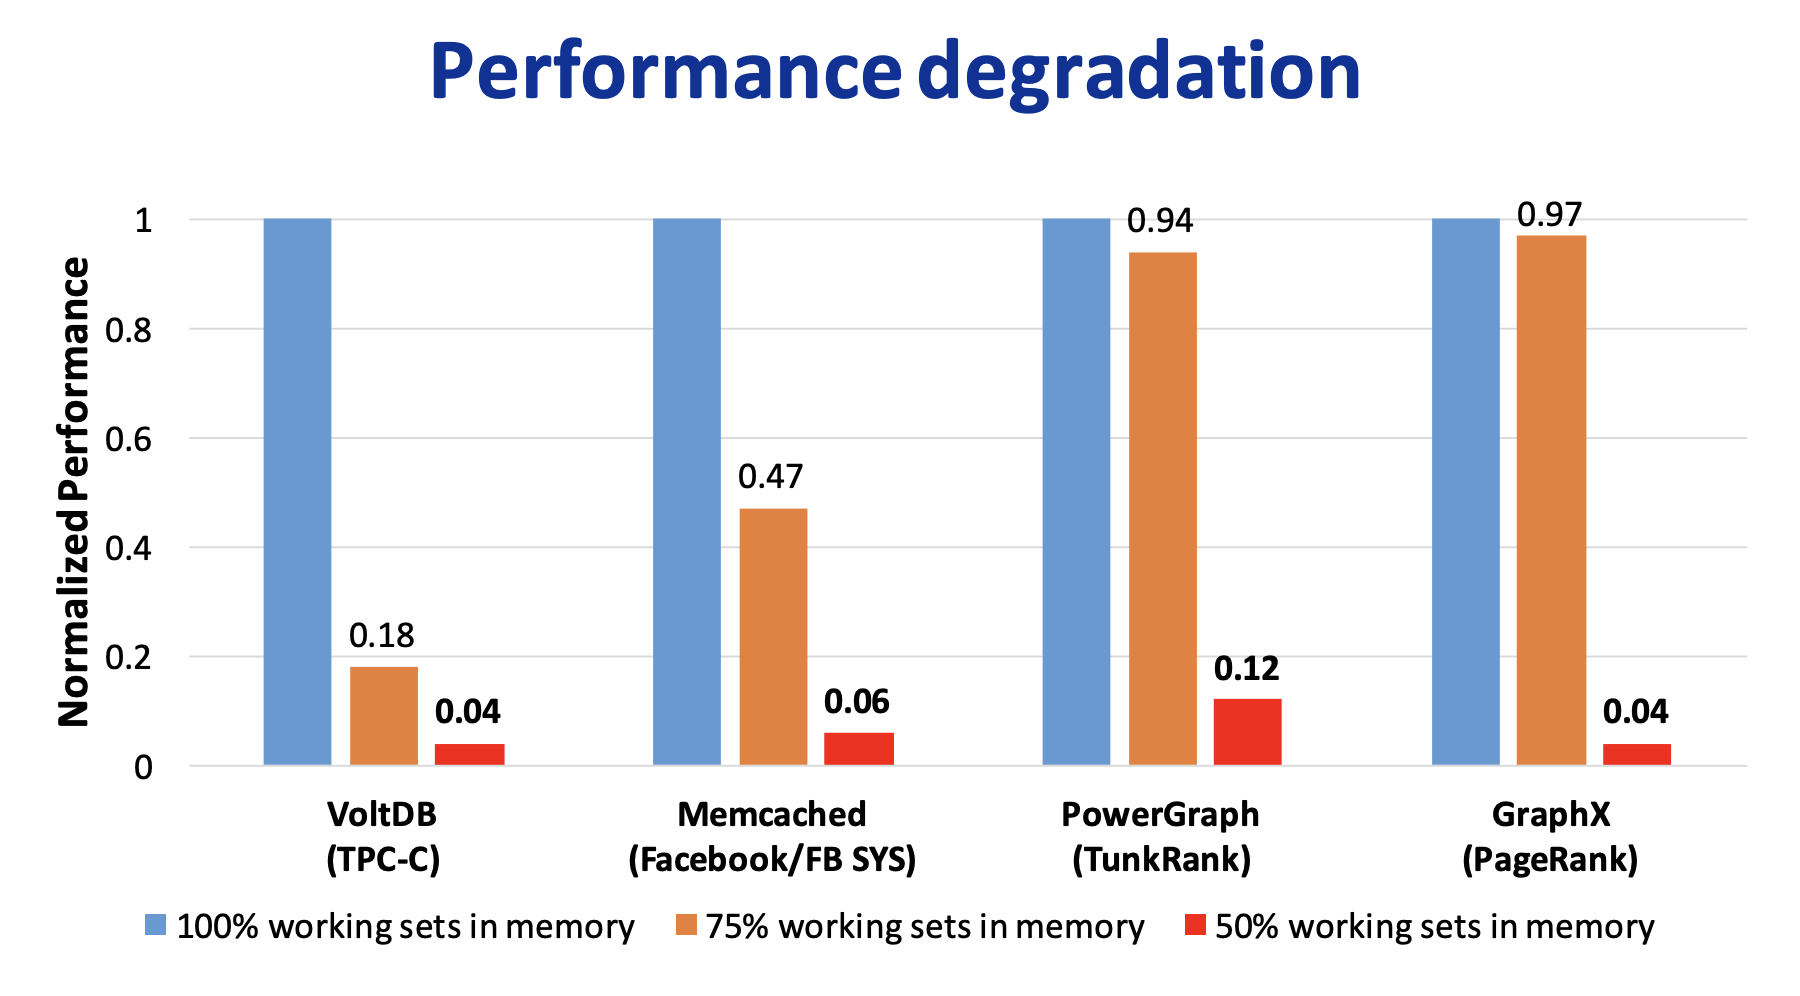 Performance degradation
Normalized Performance
1
0.8
0.6
0.4
0.2
0
0.18
0.04
0.47
0.06
0.94
0.12
0.97
0.04
VoltDB
(TPC-C)
Memcached
(Facebook/FB SYS)
PowerGraph
(TunkRank)
GraphX
(PageRank)
100% working sets in memory
75% working sets in memory
50% working sets in memory